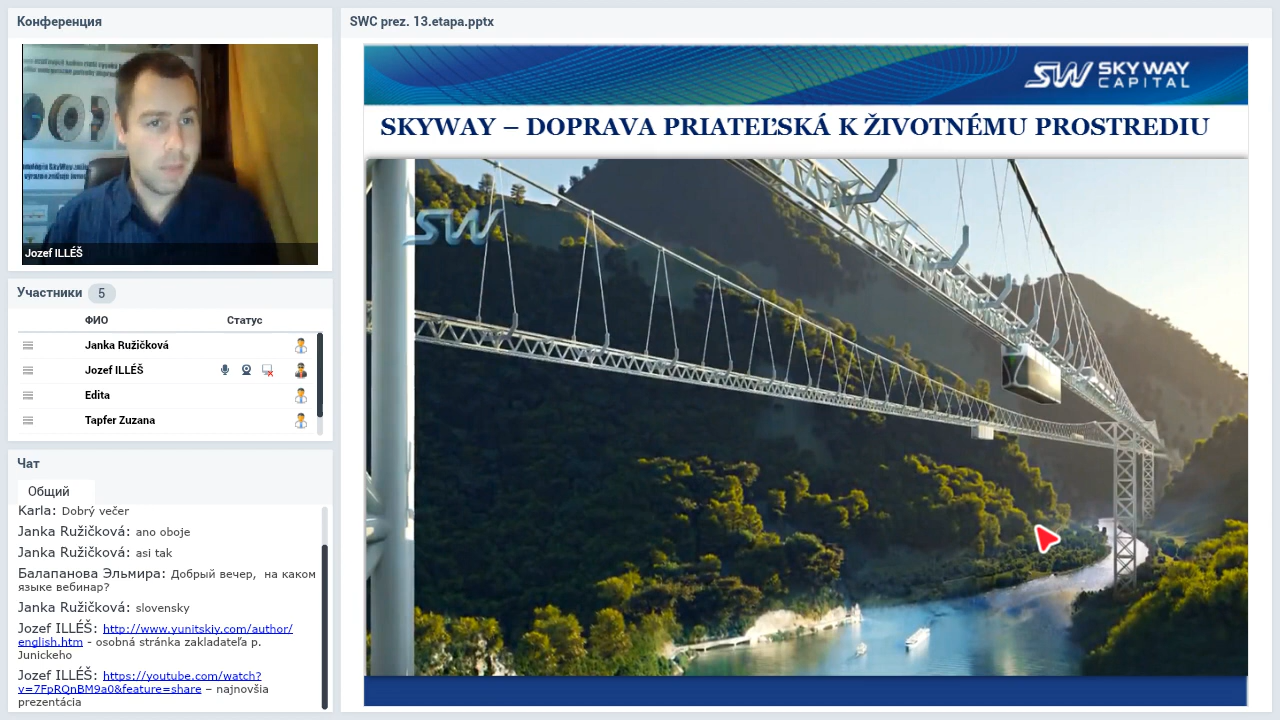 Конференция
Jozef ILLÉŠ
Участники 5
ФИО Статус
Janka Ružičková
Jozef ILLÉŠ
Edita
Tapfer Zuzana
Чат
Общий
Karla: Dobrý večer
Janka Ružičková: ano oboje
Janka Ružičková: asi tak
Балапанова Эльмира: Добрый вечер, на каком
языке вебинар?
Janka Ružičková: slovensky
Jozef ILLÉŠ: http://www.yunitskiy.com/author/
english.htm - osobná stránka zakladateľa p.
Junickeho
Jozef ILLÉŠ: https://youtube.com/watch?
v=7FpRQnBM9a0&feature=share – najnovšia
prezentácia
SWC prez. 13.etapa.pptx
SW SKY WAY
CAPITAL
SKYWAY – DOPRAVA PRIATEĽSKÁ K ŽIVOTNÉMU PROSTREDIU
SW